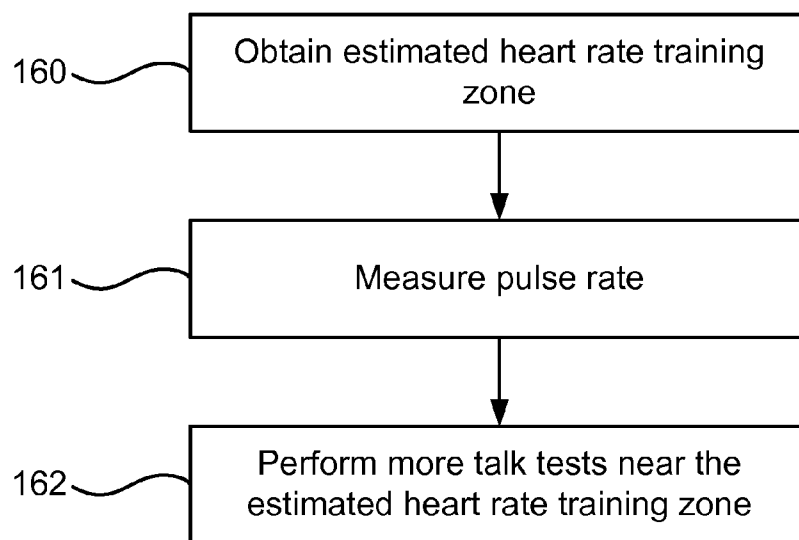 160
Obtain estimated heart rate training
zone
161
Measure pulse rate
162
Perform more talk tests near the
estimated heart rate training zone